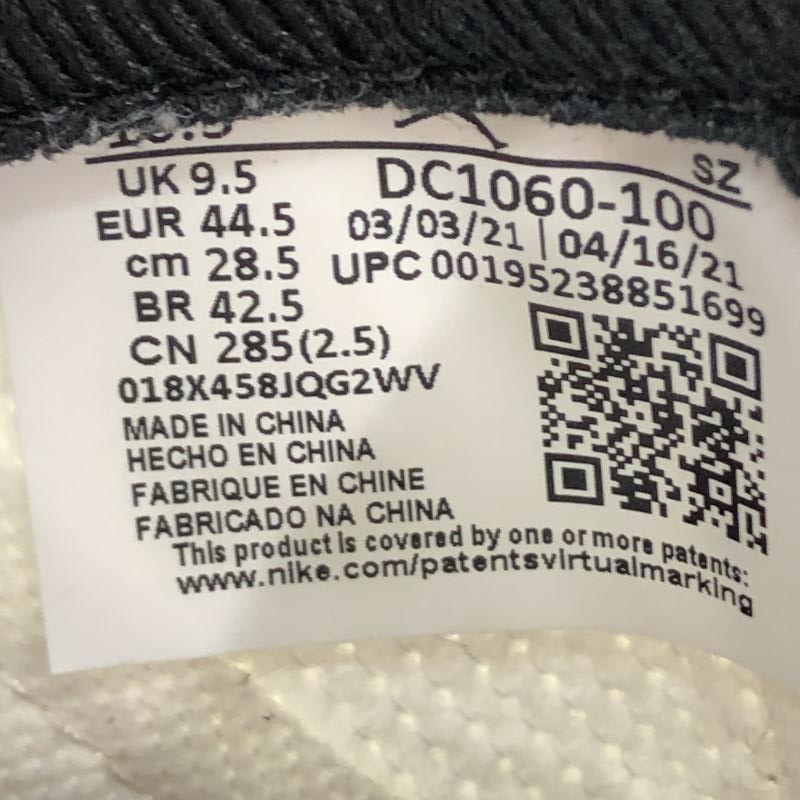 SZ
UK 9.5
EUR 44.5
cm 28.5
BR 42.5
CN 285(2.5)
018X458JQG2WV
DC1060-100
03/03/21 | 04/16/21
UPC 00195238851699
MADE IN CHINA
HECHO EN CHINA
FABRIQUE EN CHINE
FABRICADO NA CHINA
This product is covered by one or more patents:
www.nike.com/patentsvirtualmarking